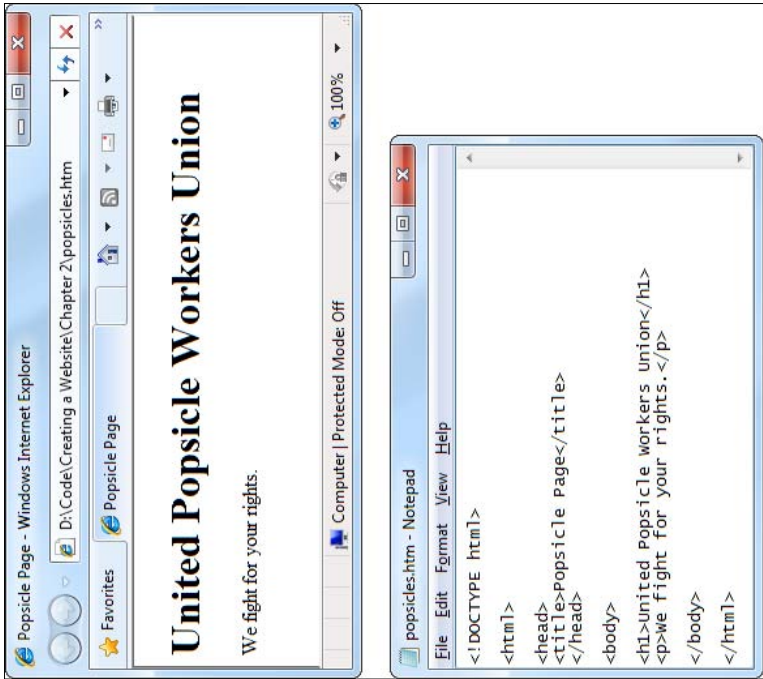 Popsicle Page - Windows Internet Explorer
D:\Code\Creating a Website\Chapter 2\popsicles.htm
Favorites
Popsicle Page
United Popsicle Workers Union
We fight for your rights.
Computer | Protected Mode: Off
100%
popsicles.htm - Notepad
File Edit Format View Help
<!DOCTYPE html>
<html>
<head>
<title>Popsicle Page</title>
</head>
<body>
<h1>United Popsicle Workers Union</h1>
<p>We fight for your rights.</p>
</body>
</html>